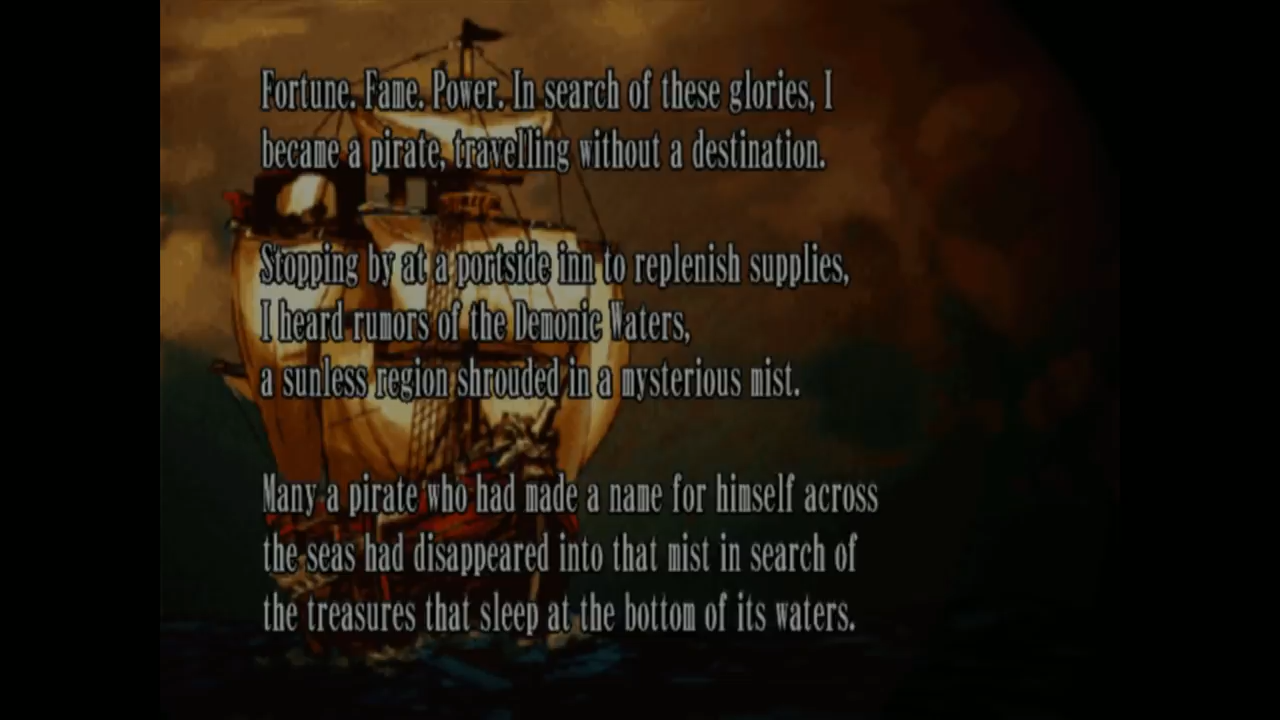 Fortune. Fame. Power. In search of these glories, I
became a pirate, travelling without a destination.
Stopping by at a portside inn to replenish supplies,
I heard rumors of the Demonic Waters,
a sunless region shrouded in a mysterious mist.
Many a pirate who had made a name for himself across
the seas had disappeared into that mist in search of
the treasures that sleep at the bottom of its waters.